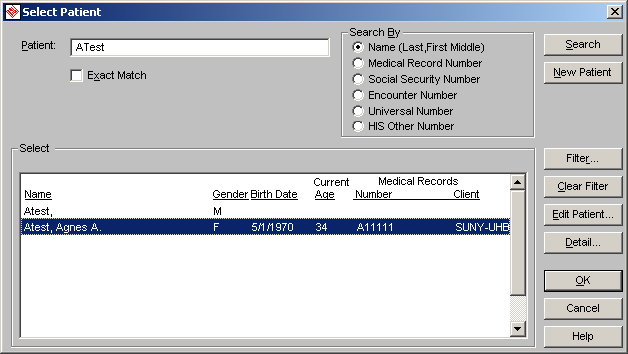 Select Patient
Patient: ATest
Exact Match
Search By
Name (Last,First Middle)
Medical Record Number
Social Security Number
Encounter Number
Universal Number
HIS Other Number
Search
New Patient
Select
Current Medical Records
Name Gender Birth Date Age Number Client
Atest, M
Atest, Agnes A. F 5/1/1970 34 A11111 SUNY-UHB
Filter...
Clear Filter
Edit Patient...
Detail...
OK
Cancel
Help